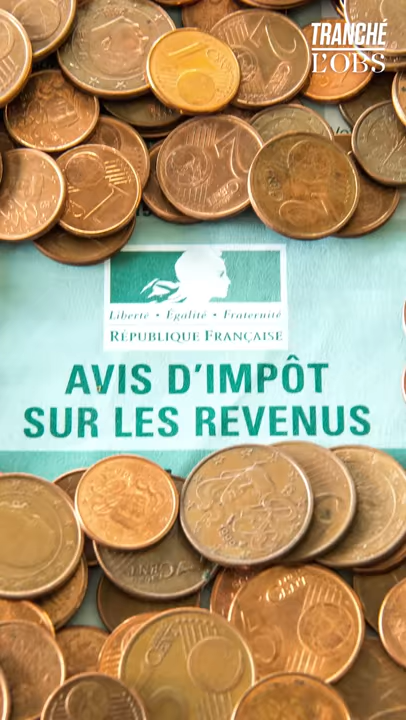 TRANCHÉ
L'OBS
Liberté • Égalité • Fraternité
RÉPUBLIQUE FRANÇAISE
AVIS D'IMPÔT
SUR LES REVENUS